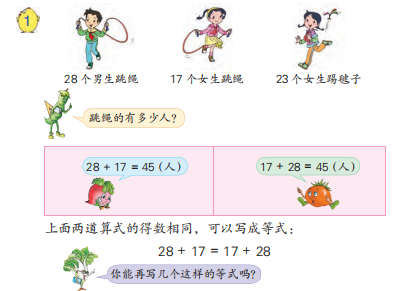 1
28 个男生跳绳 17 个女生跳绳 23 个女生踢毽子
跳绳的有多少人?
28 + 17 = 45 (人) 17 + 28 = 45 (人)
上面两道算式的得数相同，可以写成等式：
28 + 17 = 17 + 28
你能再写几个这样的等式吗?